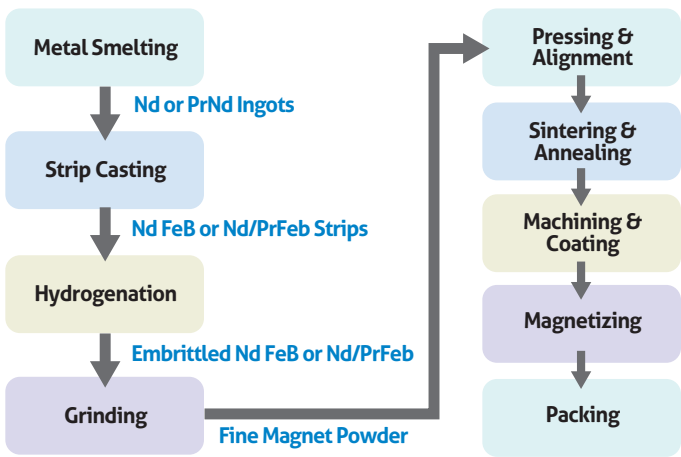 Metal Smelting
Nd or PrNd Ingots
Strip Casting
Nd FeB or Nd/PrFeb Strips
Hydrogenation
Embrittled Nd FeB or Nd/PrFeb
Grinding
Fine Magnet Powder
Pressing &
Alignment
Sintering &
Annealing
Machining &
Coating
Magnetizing
Packing